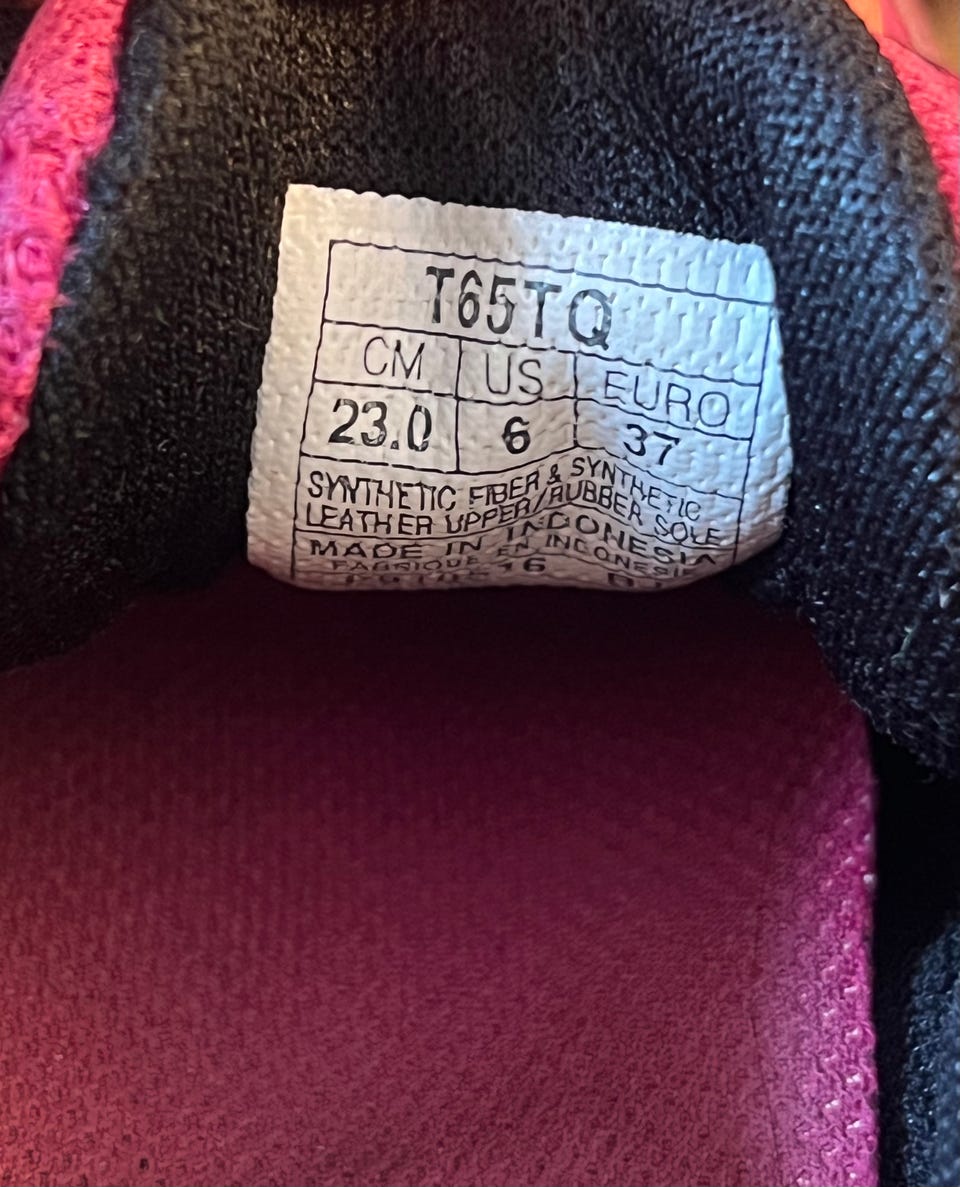 T65TQ
CM US EURO
23.0 6 37
SYNTHETIC FIBER & SYNTHETIC
LEATHER UPPER/RUBBER SOLE
MADE IN INDONESIA
FABRIQUE EN INDONESIE
16